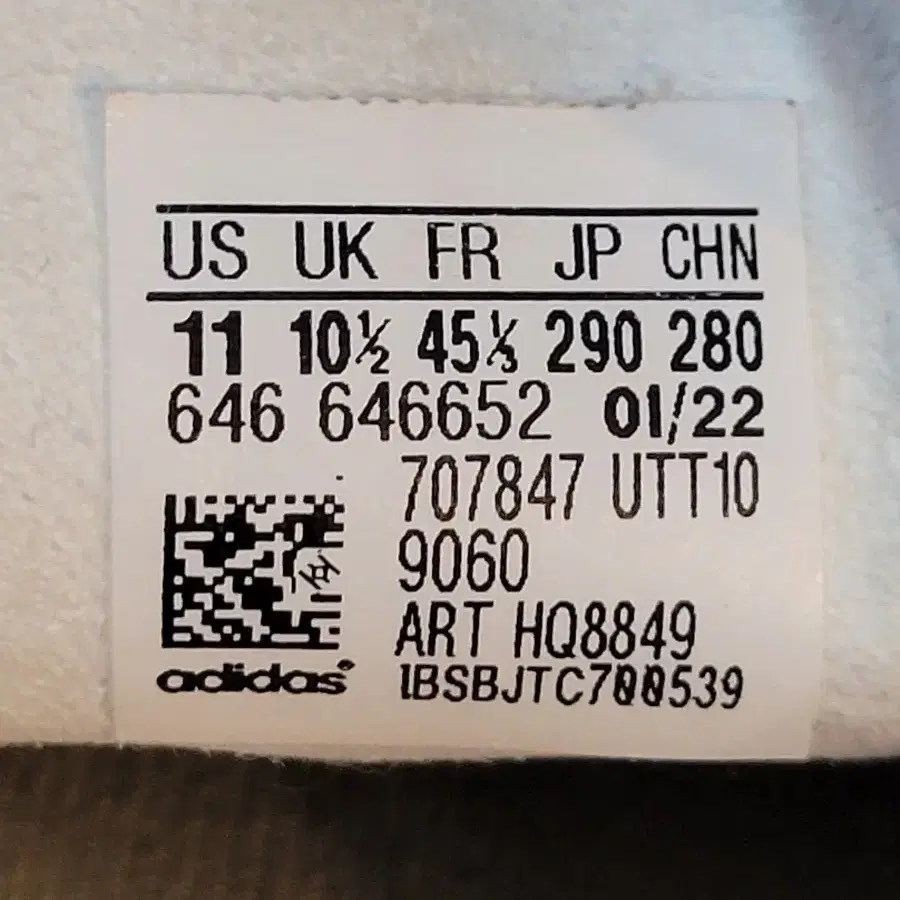 US UK FR JP CHN
11 10½ 45⅓ 290 280
646 646652 01/22
707847 UTT10
9060
ART HQ8849
adidas®
1BSBJTC700539